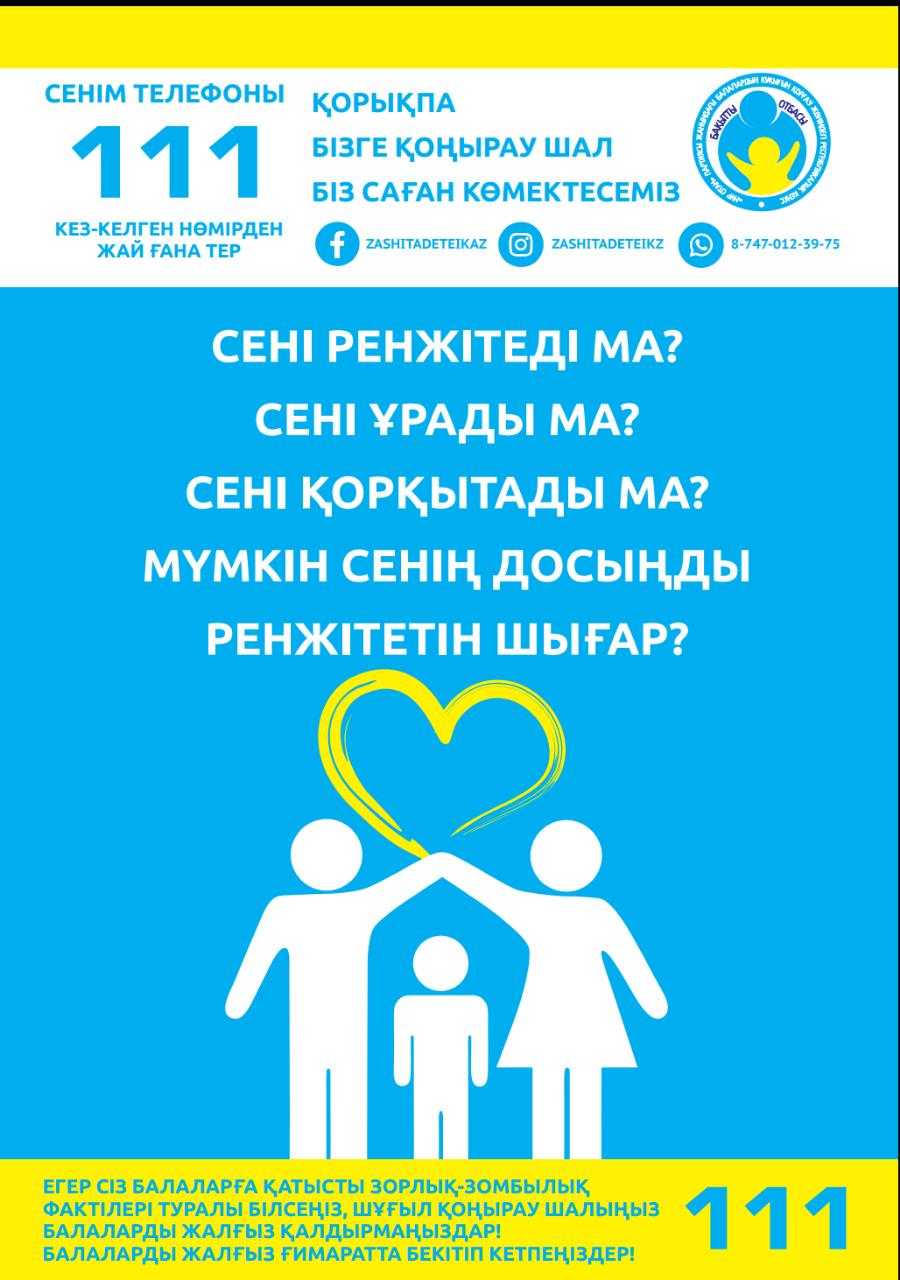 СЕНІМ ТЕЛЕФОНЫ
111
КЕЗ-КЕЛГЕН НӨМІРДЕН
ЖАЙ ҒАНА ТЕР
ҚОРЫҚПА
БІЗГЕ ҚОҢЫРАУ ШАЛ
БІЗ САҒАН КӨМЕКТЕСЕМІЗ
ZASHITADETEIKAZ
ZASHITADETEIKZ
8-747-012-39-75
БАҚЫТТЫ ОТБАСЫ
СЕНІ РЕНЖІТЕДІ МА?
СЕНІ ҰРАДЫ МА?
СЕНІ ҚОРҚЫТАДЫ МА?
МҮМКІН СЕНІҢ ДОСЫҢДЫ
РЕНЖІТЕТІН ШЫҒАР?
ЕГЕР СІЗ БАЛАЛАРҒА ҚАТЫСТЫ ЗОРЛЫҚ-ЗОМБЫЛЫҚ
ФАКТІЛЕРІ ТУРАЛЫ БІЛСЕҢІЗ, ШҰҒЫЛ ҚОҢЫРАУ ШАЛЫҢЫЗ
БАЛАЛАРДЫ ЖАЛҒЫЗ ҚАЛДЫРМАҢЫЗДАР!
БАЛАЛАРДЫ ЖАЛҒЫЗ ҒИМАРАТТА БЕКІТІП КЕТПЕҢІЗДЕР!
111